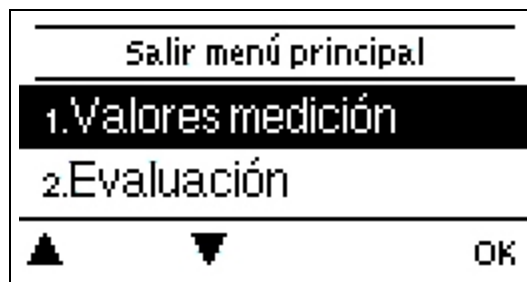 Salir menú principal
1.Valores medición
2.Evaluación
▲ ▼ OK